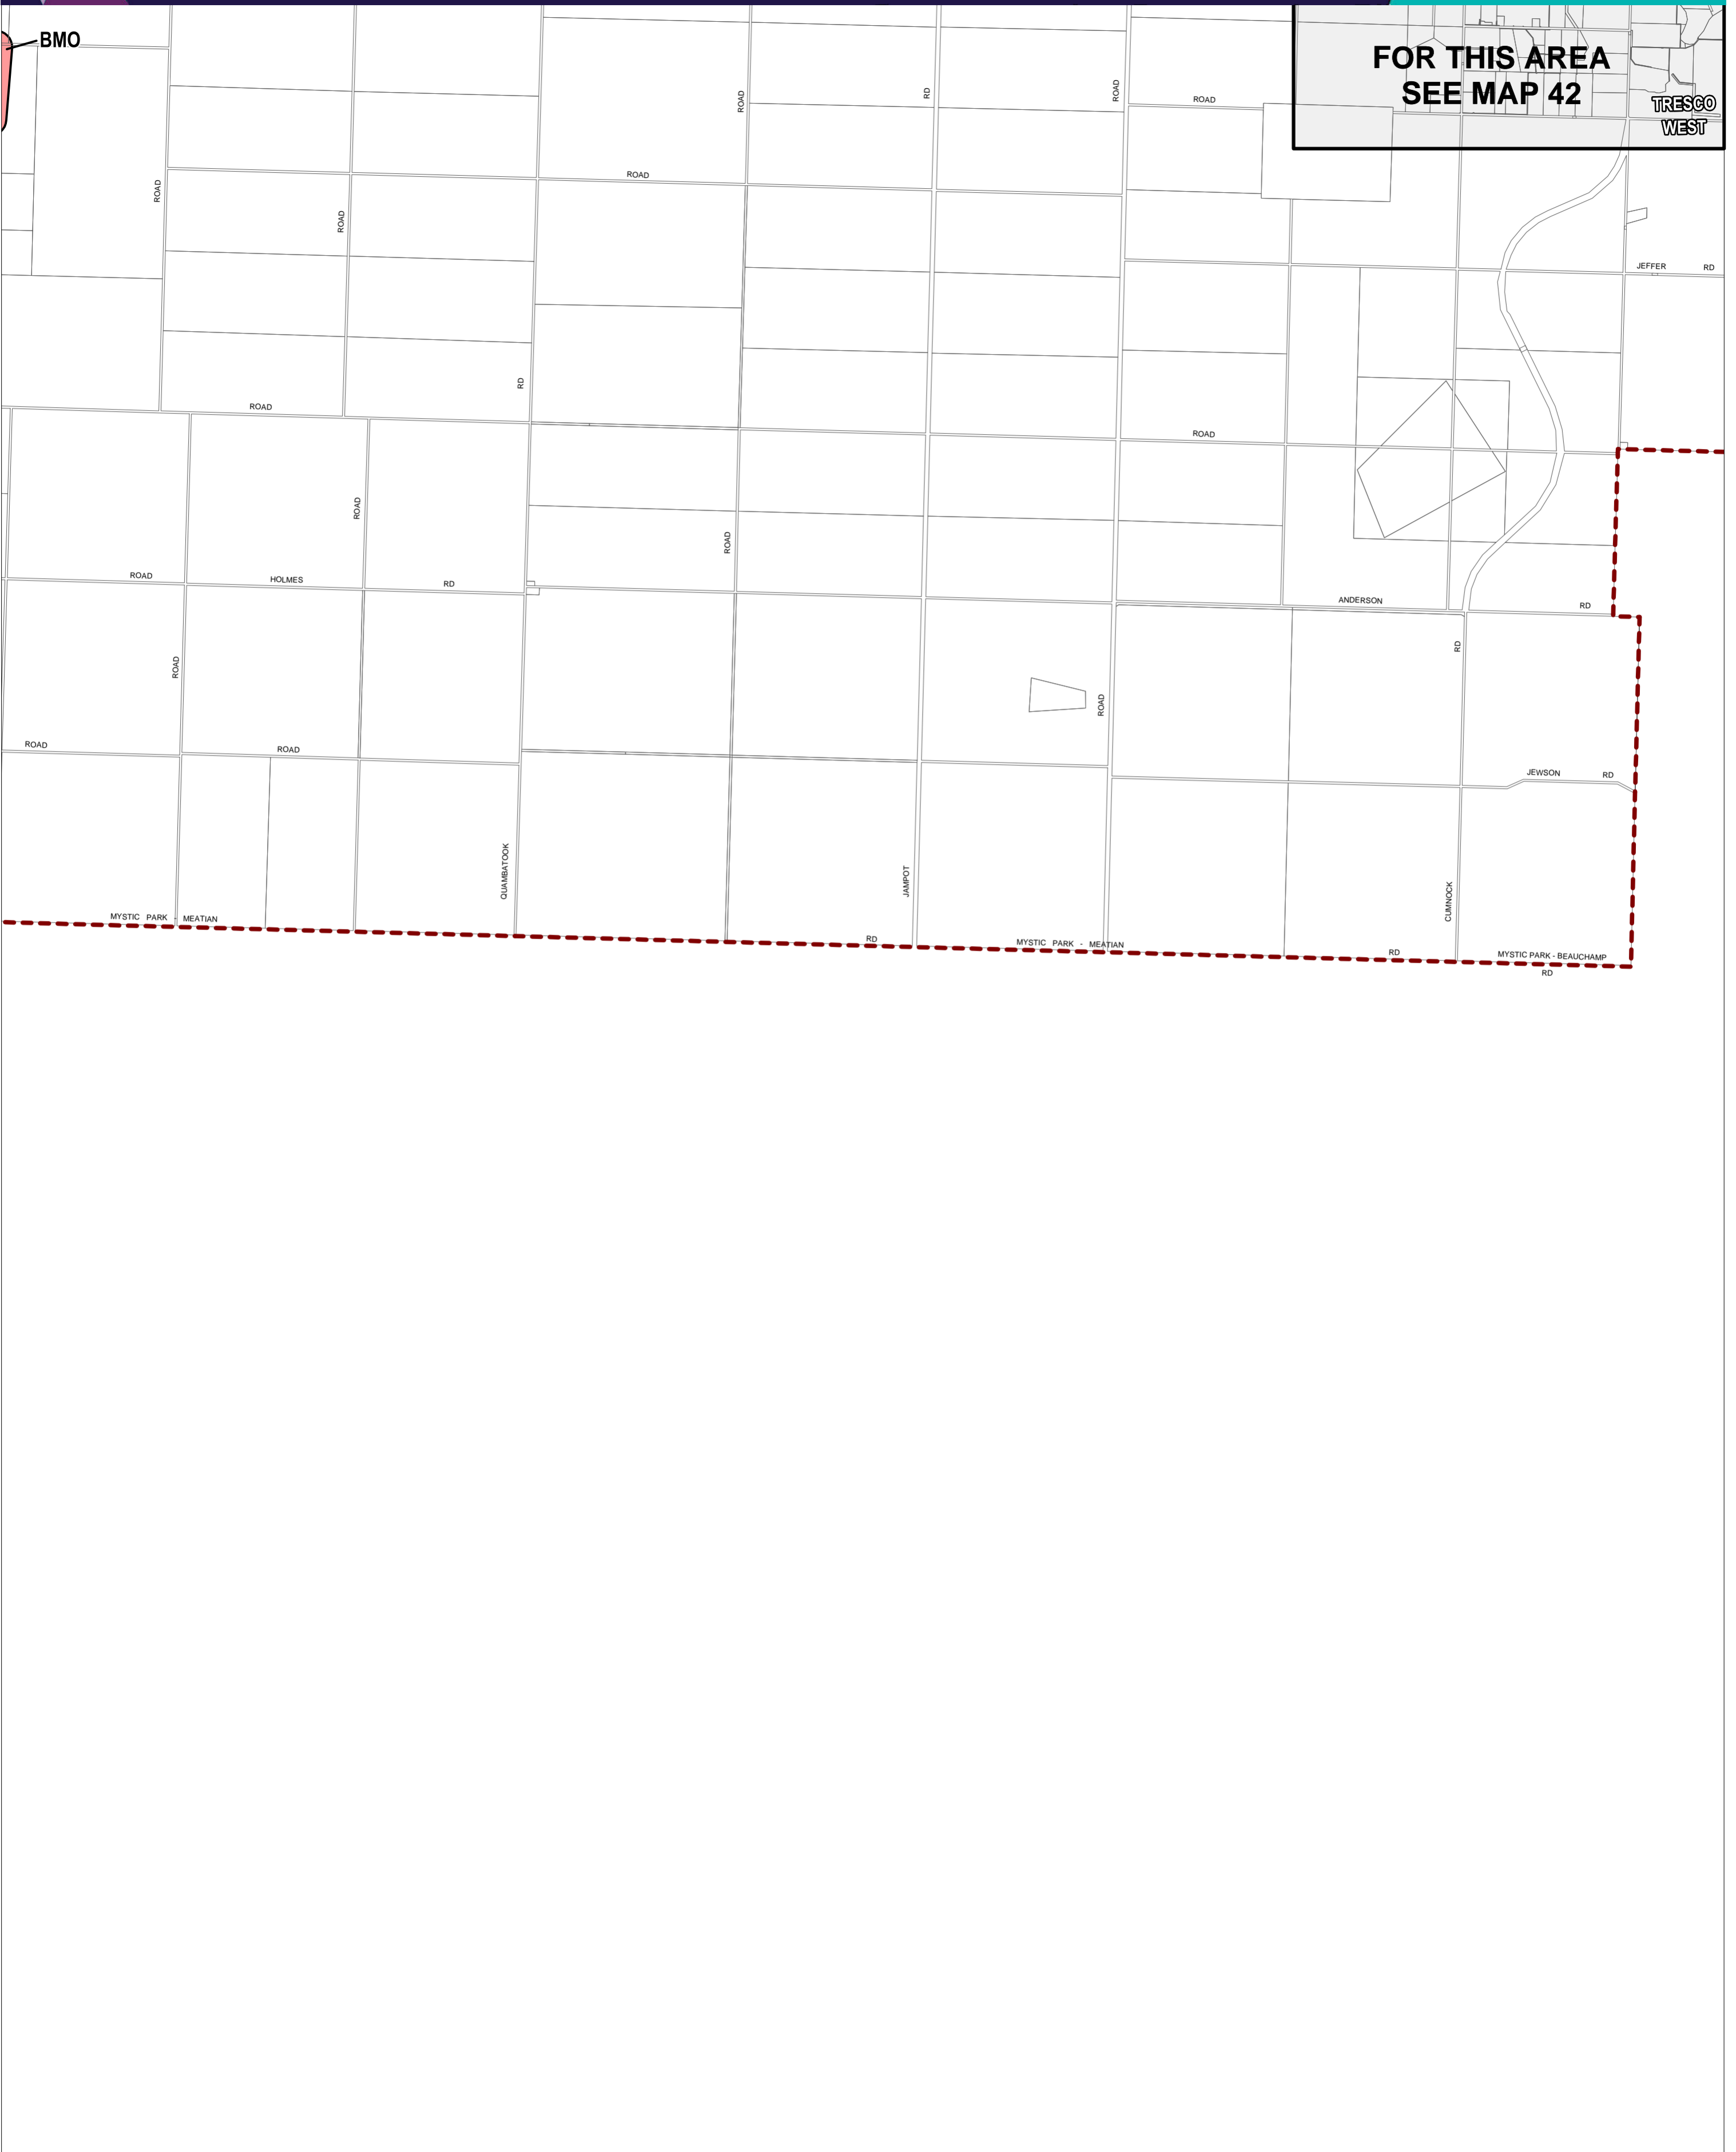 BMO
FOR THIS AREA
SEE MAP 42
TRESCO
WEST
ROAD
RD
ROAD
ROAD
ROAD
ROAD
ROAD
JEFFER RD
RD
ROAD
ROAD
ROAD
ROAD
ROAD HOLMES RD
ANDERSON RD
ROAD
RD
ROAD
ROAD
ROAD
JEWSON RD
QUAMBATOOK
JAMPOT
CUMNOCK
MYSTIC PARK - MEATIAN
RD
MYSTIC PARK - MEATIAN
RD
MYSTIC PARK - BEAUCHAMP
RD